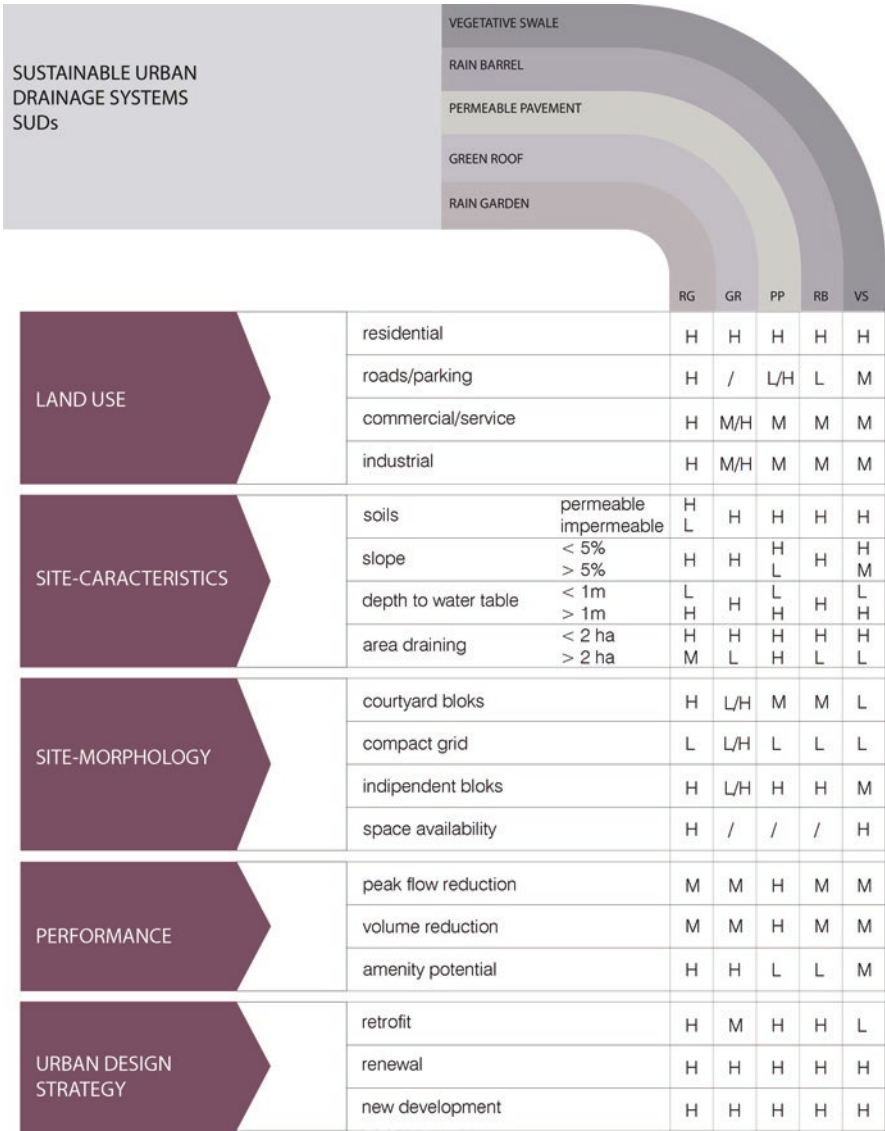 SUSTAINABLE URBAN
DRAINAGE SYSTEMS
SUDs
VEGETATIVE SWALE
RAIN BARREL
PERMEABLE PAVEMENT
GREEN ROOF
RAIN GARDEN
RG GR PP RB VS
LAND USE
residential H H H H H
roads/parking H / L/H L M
commercial/service H M/H M M M
industrial H M/H M M M
SITE-CARACTERISTICS
soils permeable H H H H H
impermeable L
slope < 5% H H H H H
> 5% L M
depth to water table < 1m L H L H L
> 1m H H H
area draining < 2 ha H H H H H
> 2 ha M L H L L
SITE-MORPHOLOGY
courtyard bloks H L/H M M L
compact grid L L/H L L L
indipendent bloks H L/H H H M
space availability H / / / H
PERFORMANCE
peak flow reduction M M H M M
volume reduction M M H M M
amenity potential H H L L M
URBAN DESIGN
STRATEGY
retrofit H M H H L
renewal H H H H H
new development H H H H H